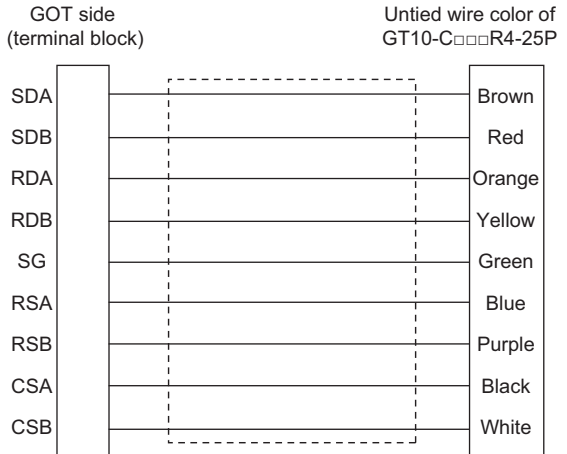 GOT side
(terminal block)
Untied wire color of
GT10-C□□□R4-25P
SDA Brown
SDB Red
RDA Orange
RDB Yellow
SG Green
RSA Blue
RSB Purple
CSA Black
CSB White